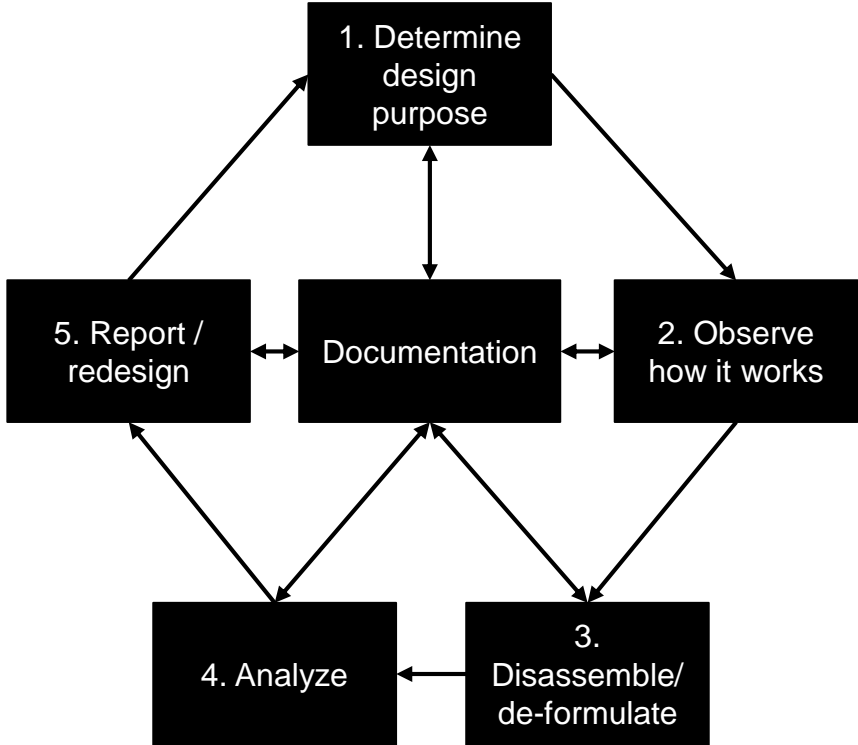 1. Determine
design
purpose
5. Report /
redesign
Documentation
2. Observe
how it works
4. Analyze
3.
Disassemble/
de-formulate